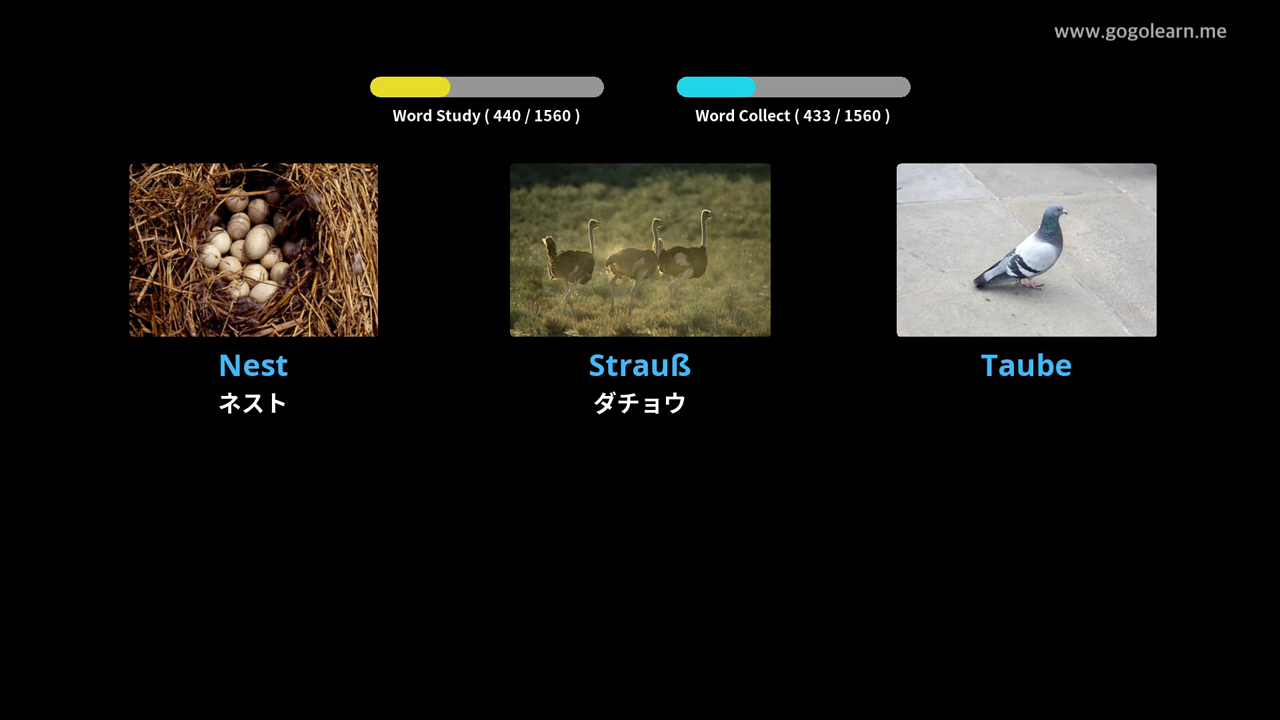 www.gogolearn.me
Word Study ( 440 / 1560 )
Word Collect ( 433 / 1560 )
Nest
Strauß
Taube
ネスト
ダチョウ